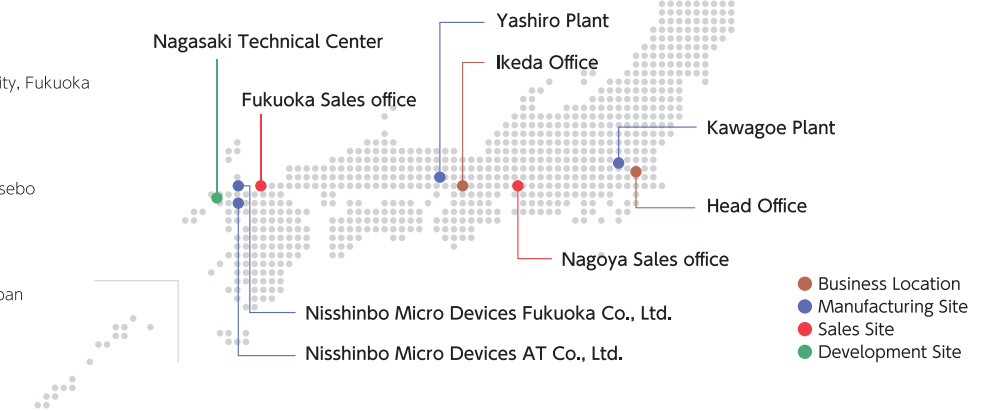 Yashiro Plant
Nagasaki Technical Center
Ikeda Office
ity, Fukuoka
Fukuoka Sales office
Kawagoe Plant
sebo
Head Office
Nagoya Sales office
Business Location
pan
Manufacturing Site
Nisshinbo Micro Devices Fukuoka Co., Ltd.
Sales Site
Nisshinbo Micro Devices AT Co., Ltd.
Development Site